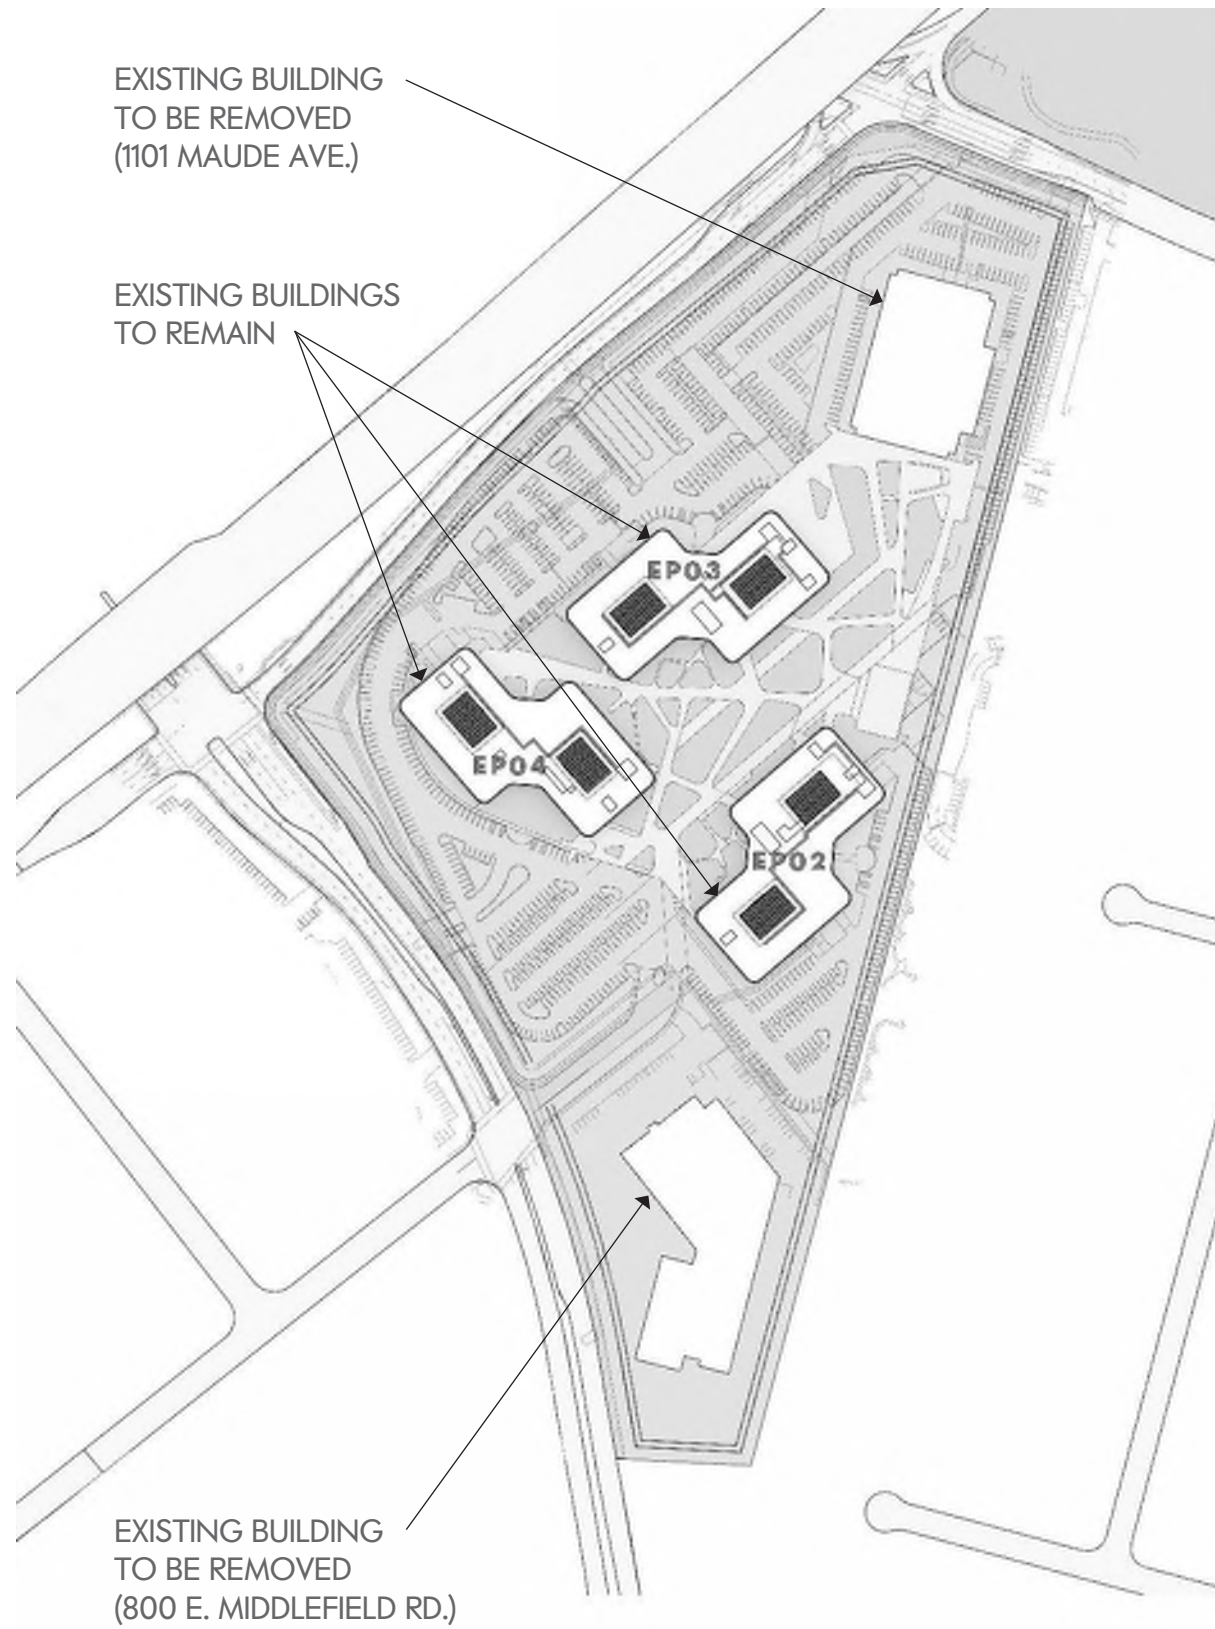 EXISTING BUILDING
TO BE REMOVED
(1101 MAUDE AVE.)
EXISTING BUILDINGS
TO REMAIN
EP03
EP04
EP02
EXISTING BUILDING
TO BE REMOVED
(800 E. MIDDLEFIELD RD.)